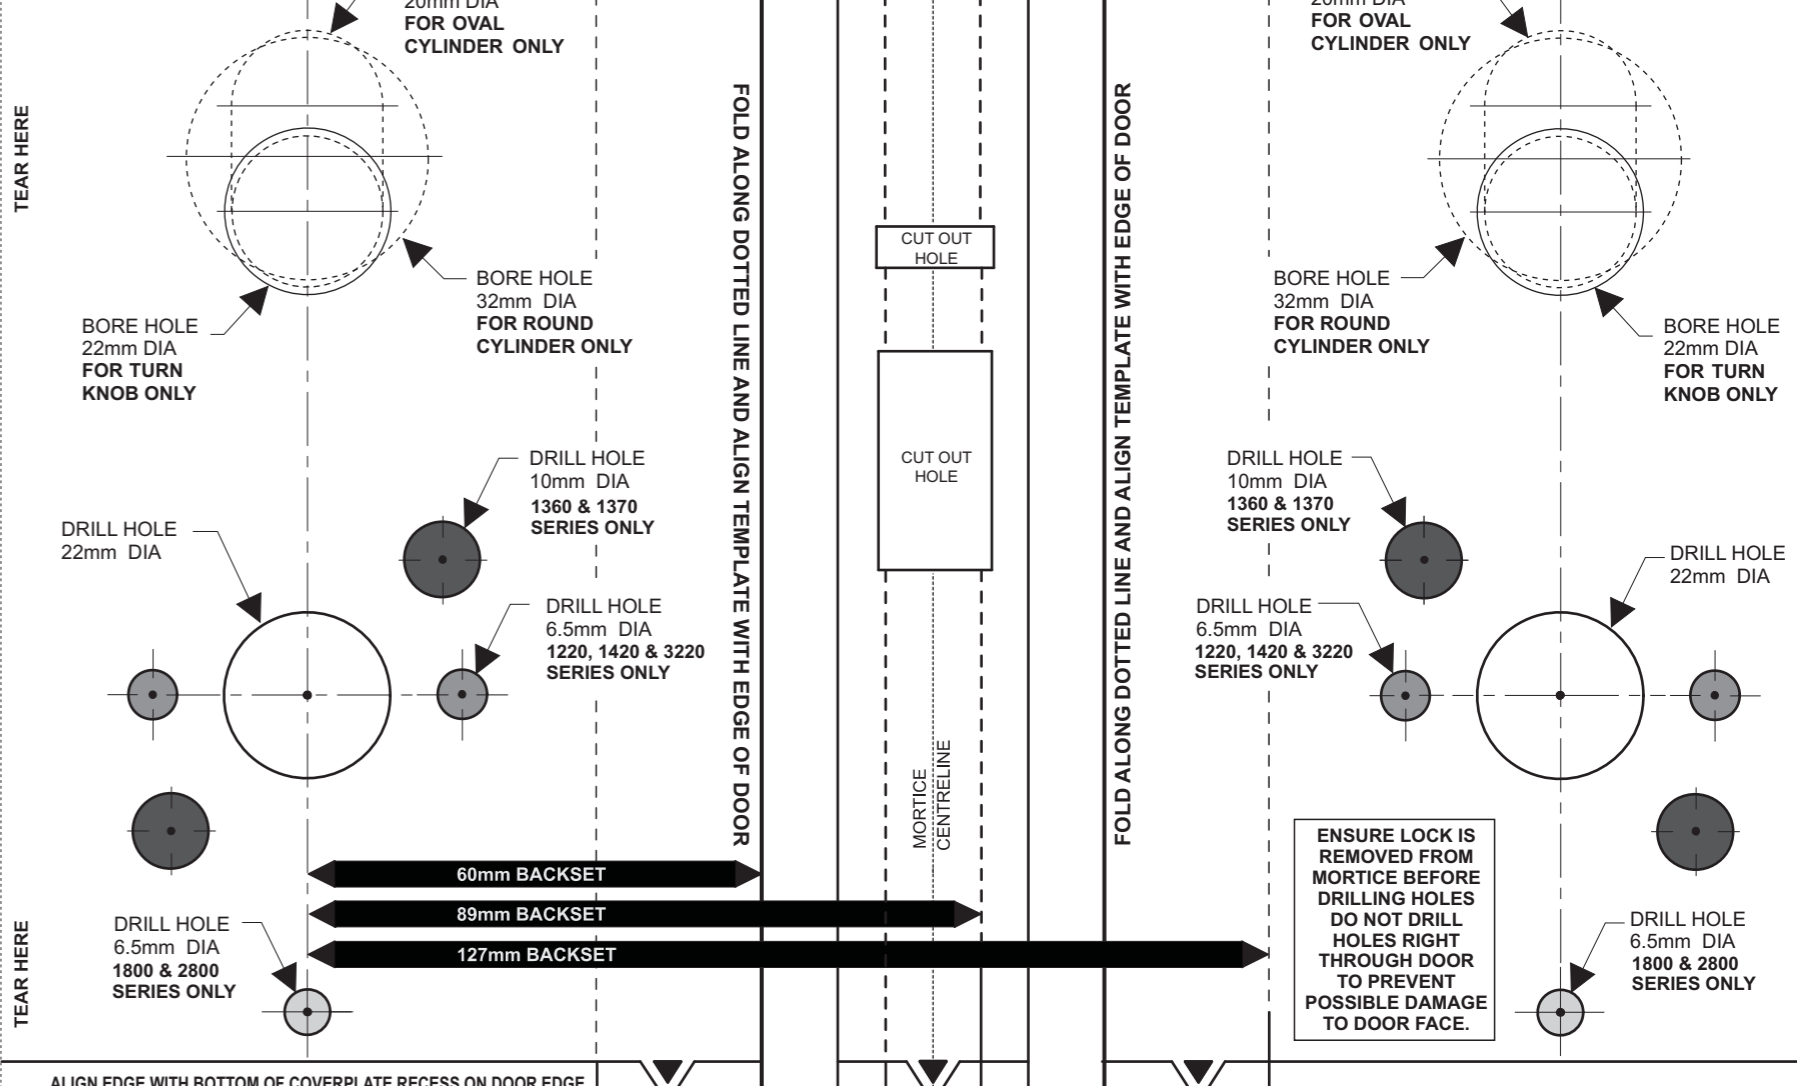 20mm DIA
FOR OVAL
CYLINDER ONLY
20mm DIA
FOR OVAL
CYLINDER ONLY
TEAR HERE
FOLD ALONG DOTTED LINE AND ALIGN TEMPLATE WITH EDGE OF DOOR
FOLD ALONG DOTTED LINE AND ALIGN TEMPLATE WITH EDGE OF DOOR
CUT OUT
HOLE
BORE HOLE
32mm DIA
FOR ROUND
CYLINDER ONLY
BORE HOLE
32mm DIA
FOR ROUND
CYLINDER ONLY
BORE HOLE
22mm DIA
FOR TURN
KNOB ONLY
BORE HOLE
22mm DIA
FOR TURN
KNOB ONLY
CUT OUT
HOLE
DRILL HOLE
10mm DIA
1360 & 1370
SERIES ONLY
DRILL HOLE
10mm DIA
1360 & 1370
SERIES ONLY
DRILL HOLE
22mm DIA
DRILL HOLE
22mm DIA
DRILL HOLE
6.5mm DIA
1220, 1420 & 3220
SERIES ONLY
DRILL HOLE
6.5mm DIA
1220, 1420 & 3220
SERIES ONLY
MORTICE
CENTRELINE
60mm BACKSET
89mm BACKSET
127mm BACKSET
ENSURE LOCK IS
REMOVED FROM
MORTICE BEFORE
DRILLING HOLES
DO NOT DRILL
HOLES RIGHT
THROUGH DOOR
TO PREVENT
POSSIBLE DAMAGE
TO DOOR FACE.
TEAR HERE
DRILL HOLE
6.5mm DIA
1800 & 2800
SERIES ONLY
DRILL HOLE
6.5mm DIA
1800 & 2800
SERIES ONLY
ALIGN EDGE WITH BOTTOM OF COVERPLATE RECESS ON DOOR EDGE